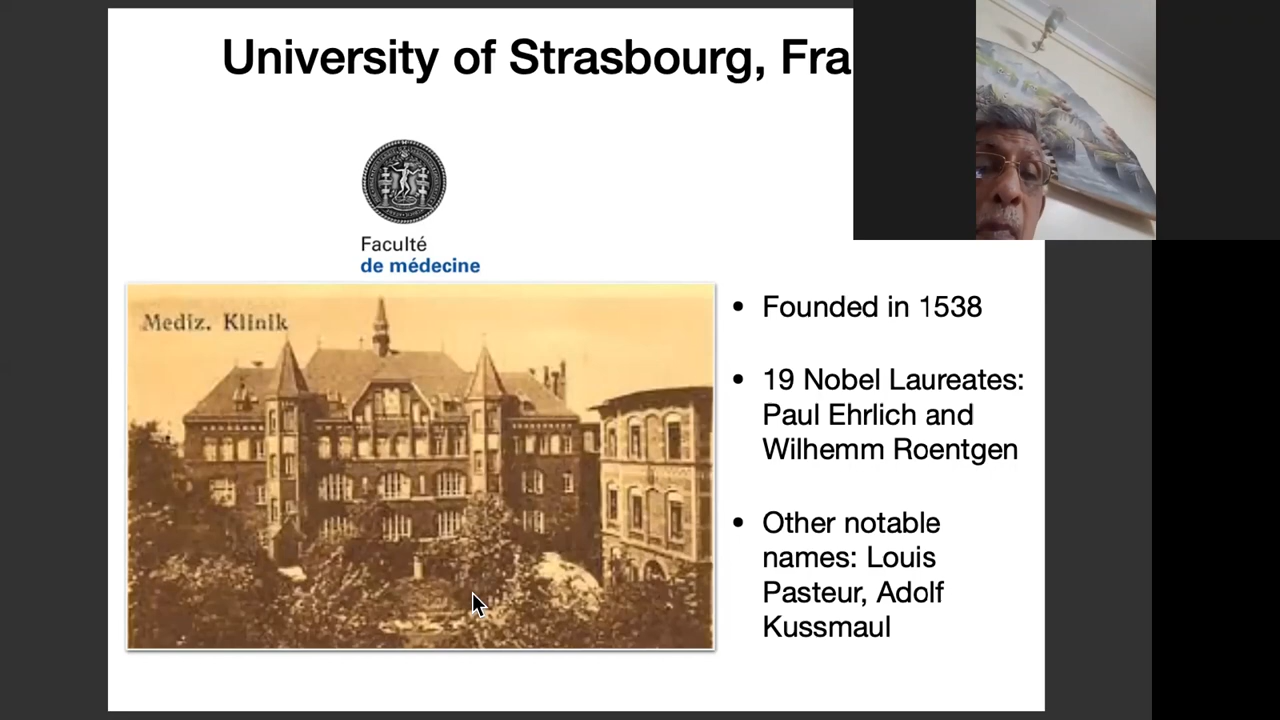 University of Strasbourg, Fra
Faculté
de médecine
Mediz. Klinik
• Founded in 1538
• 19 Nobel Laureates:
Paul Ehrlich and
Wilhemm Roentgen
• Other notable
names: Louis
Pasteur, Adolf
Kussmaul